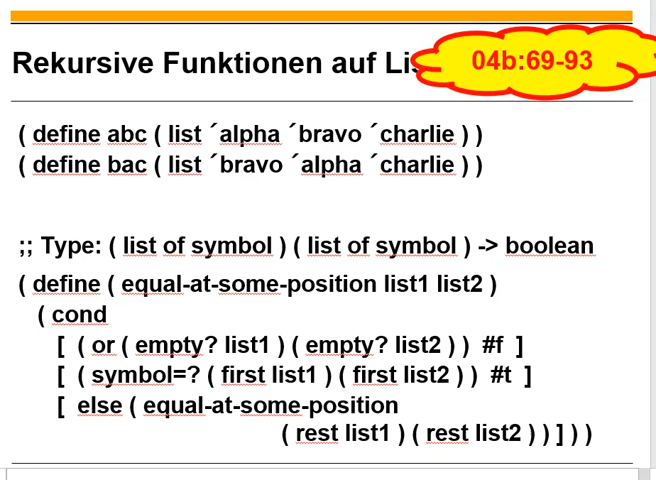 Rekursive Funktionen auf Lis
04b:69-93
( define abc ( list ´alpha ´bravo ´charlie ) )
( define bac ( list ´bravo ´alpha ´charlie ) )
;; Type: ( list of symbol ) ( list of symbol ) -> boolean
( define ( equal-at-some-position list1 list2 )
( cond
[ ( or ( empty? list1 ) ( empty? list2 ) ) #f ]
[ ( symbol=? ( first list1 ) ( first list2 ) ) #t ]
[ else ( equal-at-some-position
( rest list1 ) ( rest list2 ) ) ] ) )